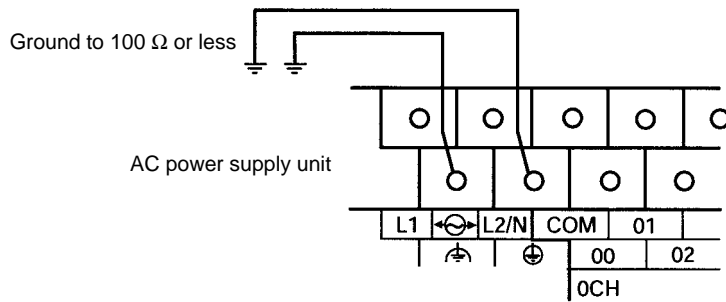 Ground to 100 Ω or less
AC power supply unit
L1 L2/N COM 01
00 02
0CH